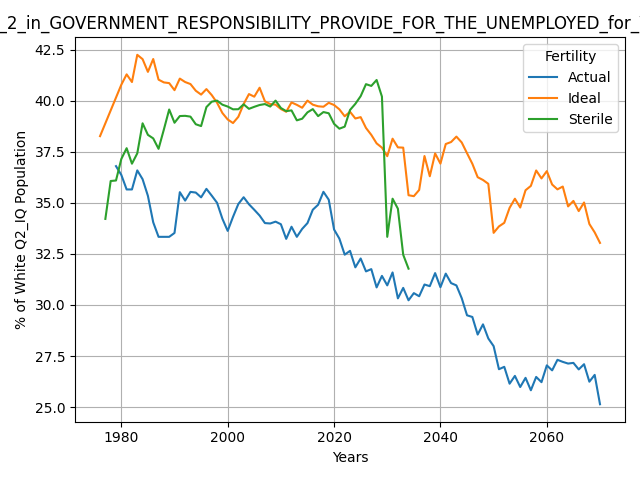 _2_in_GOVERNMENT_RESPONSIBILITY_PROVIDE_FOR_THE_UNEMPLOYED_for_
Fertility
Actual
Ideal
Sterile
% of White Q2_IQ Population
42.5
40.0
37.5
35.0
32.5
30.0
27.5
25.0
1980
2000
2020
2040
2060
Years